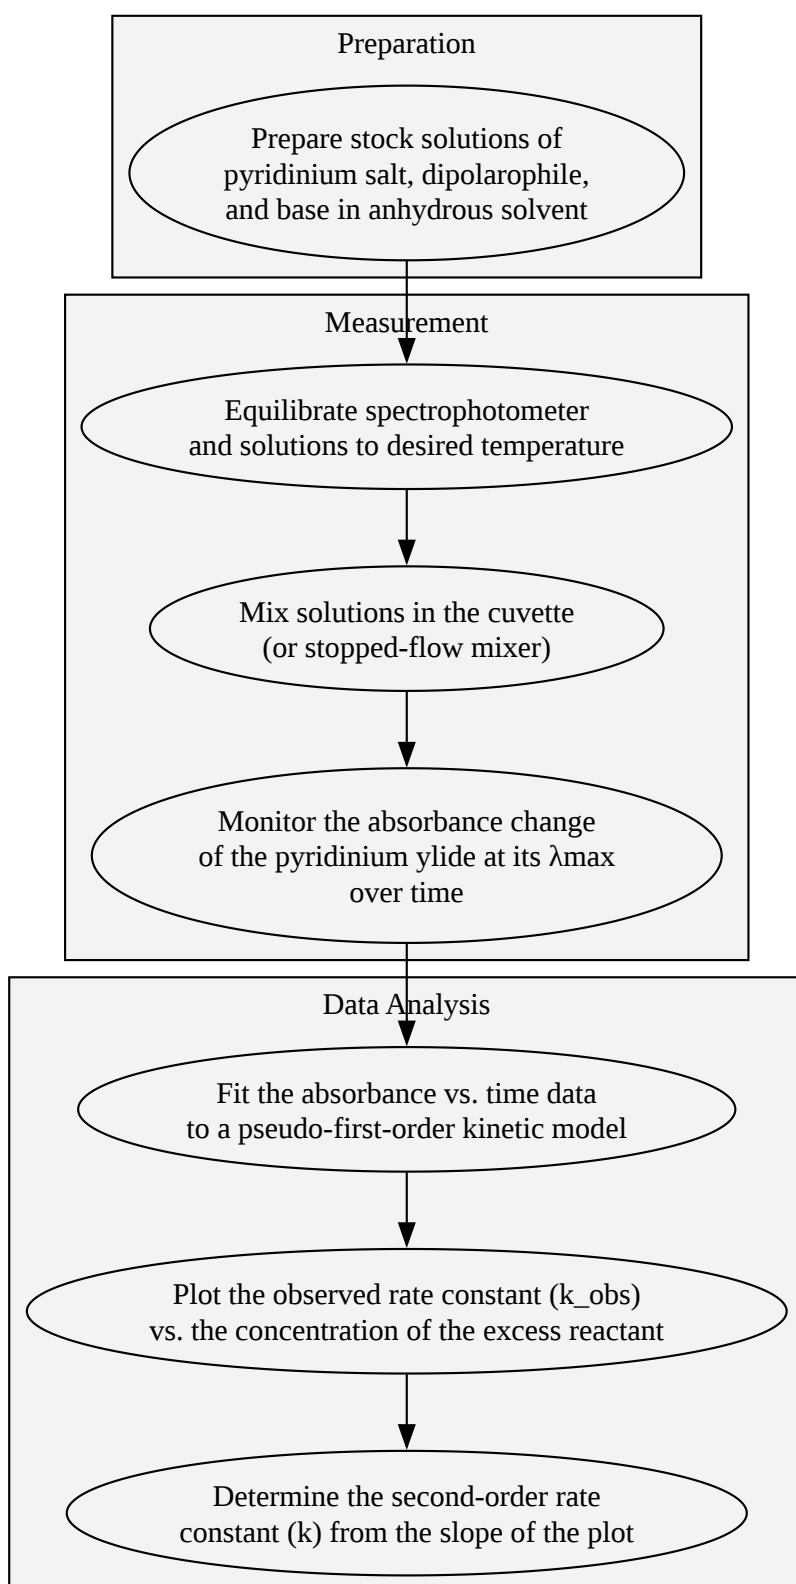 Preparation
Prepare stock solutions of
pyridinium salt, dipolarophile,
and base in anhydrous solvent
Measurement
Equilibrate spectrophotometer
and solutions to desired temperature
Mix solutions in the cuvette
(or stopped-flow mixer)
Monitor the absorbance change
of the pyridinium ylide at its λmax
over time
Data Analysis
Fit the absorbance vs. time data
to a pseudo-first-order kinetic model
Plot the observed rate constant (k_obs)
vs. the concentration of the excess reactant
Determine the second-order rate
constant (k) from the slope of the plot